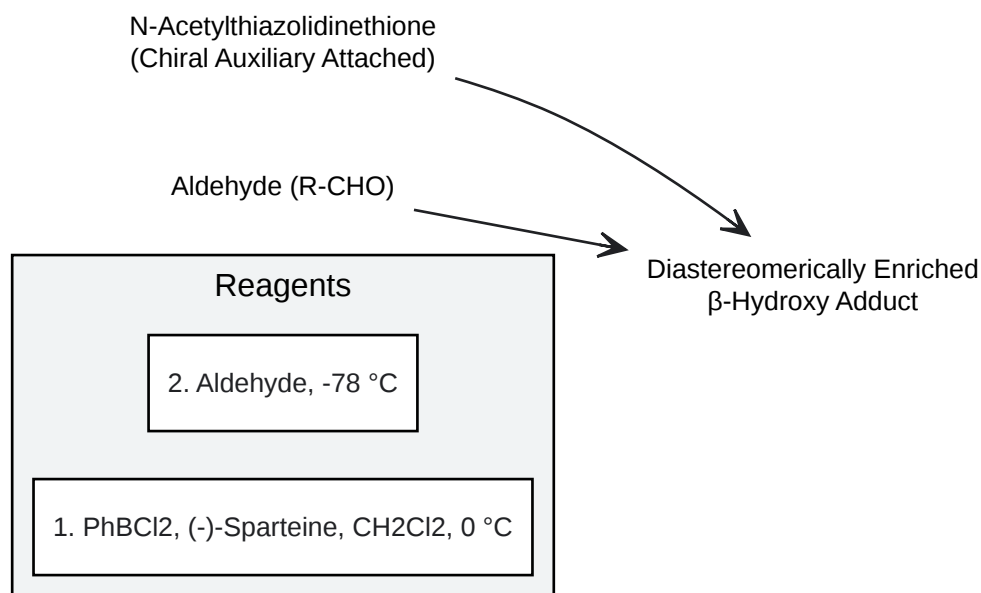 N-Acetylthiazolidinethione
(Chiral Auxiliary Attached)
Aldehyde (R-CHO)
Diastereomerically Enriched
β-Hydroxy Adduct
Reagents
2. Aldehyde, -78 °C
1. PhBCl2, (-)-Sparteine, CH2Cl2, 0 °C